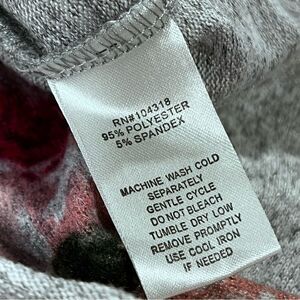 RN#104318
95% POLYESTER
5% SPANDEX
MACHINE WASH COLD
SEPARATELY
GENTLE CYCLE
DO NOT BLEACH
TUMBLE DRY LOW
REMOVE PROMPTLY
USE COOL IRON
IF NEEDED